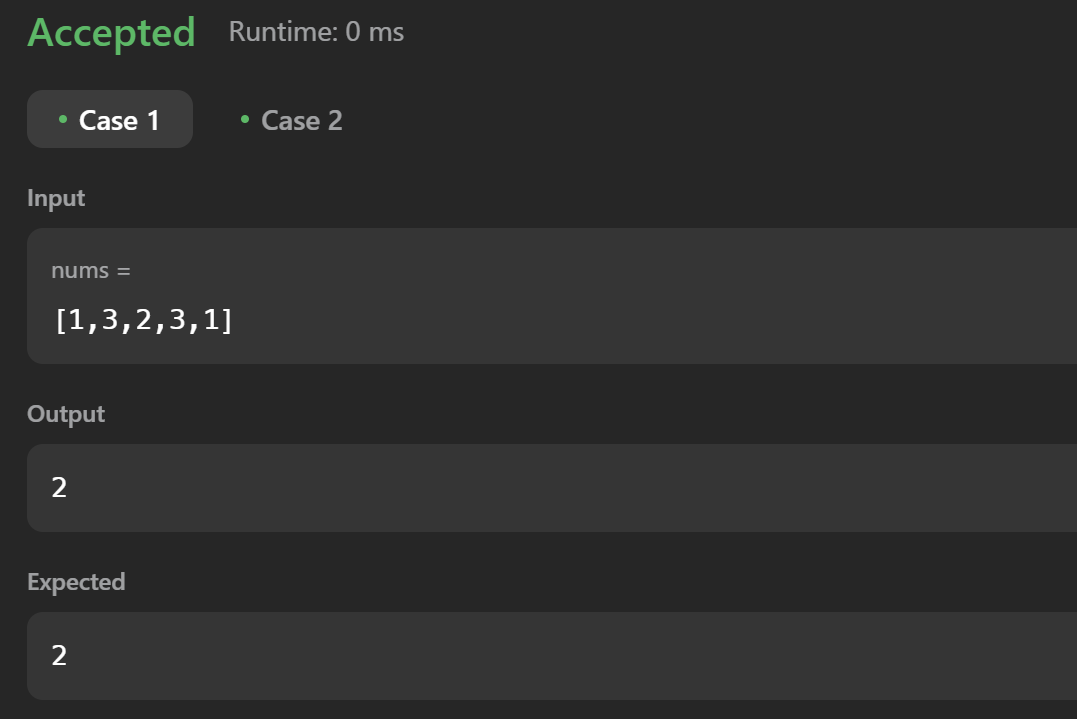 Accepted Runtime: 0 ms
• Case 1 • Case 2
Input
nums =
[1,3,2,3,1]
Output
2
Expected
2